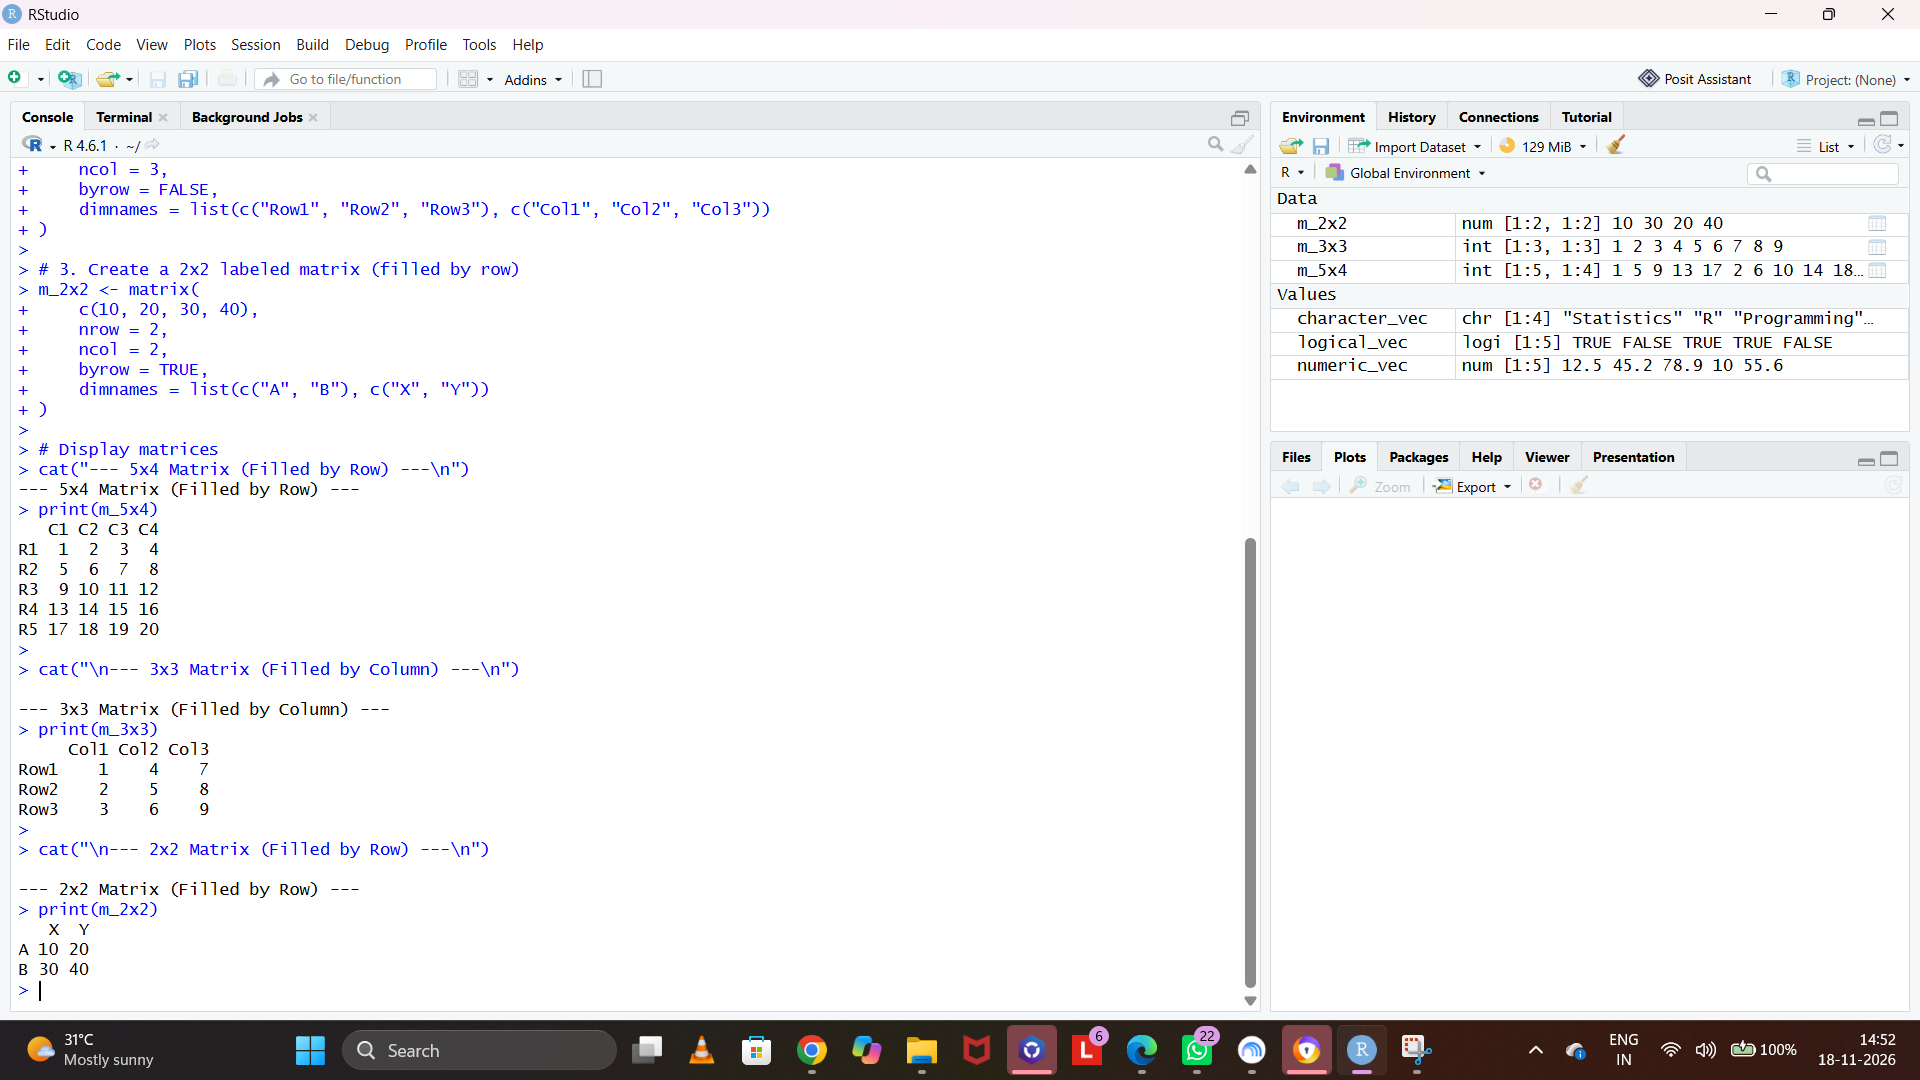 RStudio
File Edit Code View Plots Session Build Debug Profile Tools Help
Go to file/function Addins Posit Assistant Project: (None)
Console Terminal Background Jobs
R 4.6.1 · ~/
+     ncol = 3,
+     byrow = FALSE,
+     dimnames = list(c("Row1", "Row2", "Row3"), c("Col1", "Col2", "Col3"))
+ )
>
> # 3. Create a 2x2 labeled matrix (filled by row)
> m_2x2 <- matrix(
+     c(10, 20, 30, 40),
+     nrow = 2,
+     ncol = 2,
+     byrow = TRUE,
+     dimnames = list(c("A", "B"), c("X", "Y"))
+ )
>
> # Display matrices
> cat("--- 5x4 Matrix (Filled by Row) ---\n")
--- 5x4 Matrix (Filled by Row) ---
> print(m_5x4)
   C1 C2 C3 C4
R1  1  2  3  4
R2  5  6  7  8
R3  9 10 11 12
R4 13 14 15 16
R5 17 18 19 20
>
> cat("\n--- 3x3 Matrix (Filled by Column) ---\n")
--- 3x3 Matrix (Filled by Column) ---
> print(m_3x3)
     Col1 Col2 Col3
Row1    1    4    7
Row2    2    5    8
Row3    3    6    9
>
> cat("\n--- 2x2 Matrix (Filled by Row) ---\n")
--- 2x2 Matrix (Filled by Row) ---
> print(m_2x2)
   X  Y
A 10 20
B 30 40
>
Environment History Connections Tutorial
Import Dataset 129 MiB List
R Global Environment
Data
m_2x2 num [1:2, 1:2] 10 30 20 40
m_3x3 int [1:3, 1:3] 1 2 3 4 5 6 7 8 9
m_5x4 int [1:5, 1:4] 1 5 9 13 17 2 6 10 14 18…
Values
character_vec chr [1:4] "Statistics" "R" "Programming"…
logical_vec logi [1:5] TRUE FALSE TRUE TRUE FALSE
numeric_vec num [1:5] 12.5 45.2 78.9 10 55.6
Files Plots Packages Help Viewer Presentation
Zoom Export
31°C
Mostly sunny
Search
6
22
ENG
IN
100%
14:52
18-11-2026